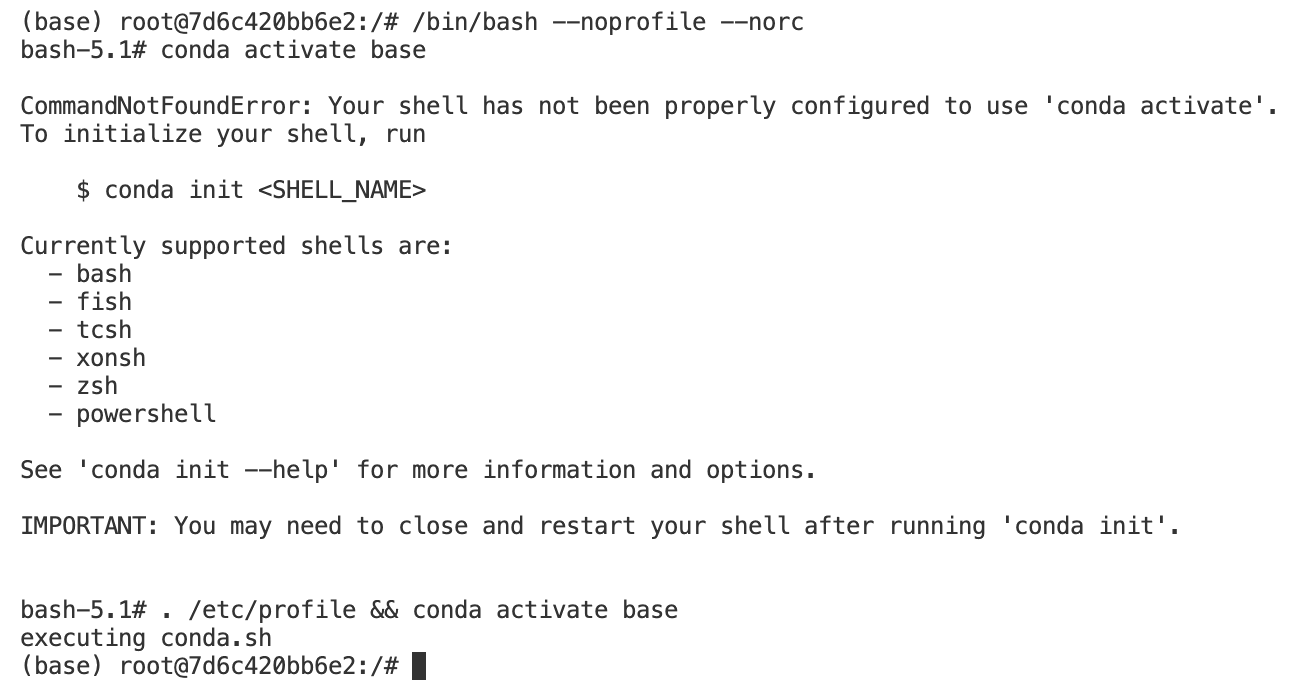 (base) root@7d6c420bb6e2:/# /bin/bash --noprofile --norc
bash-5.1# conda activate base
CommandNotFoundError: Your shell has not been properly configured to use 'conda activate'.
To initialize your shell, run
$ conda init <SHELL_NAME>
Currently supported shells are:
- bash
- fish
- tcsh
- xonsh
- zsh
- powershell
See 'conda init --help' for more information and options.
IMPORTANT: You may need to close and restart your shell after running 'conda init'.
bash-5.1# . /etc/profile && conda activate base
executing conda.sh
(base) root@7d6c420bb6e2:/#